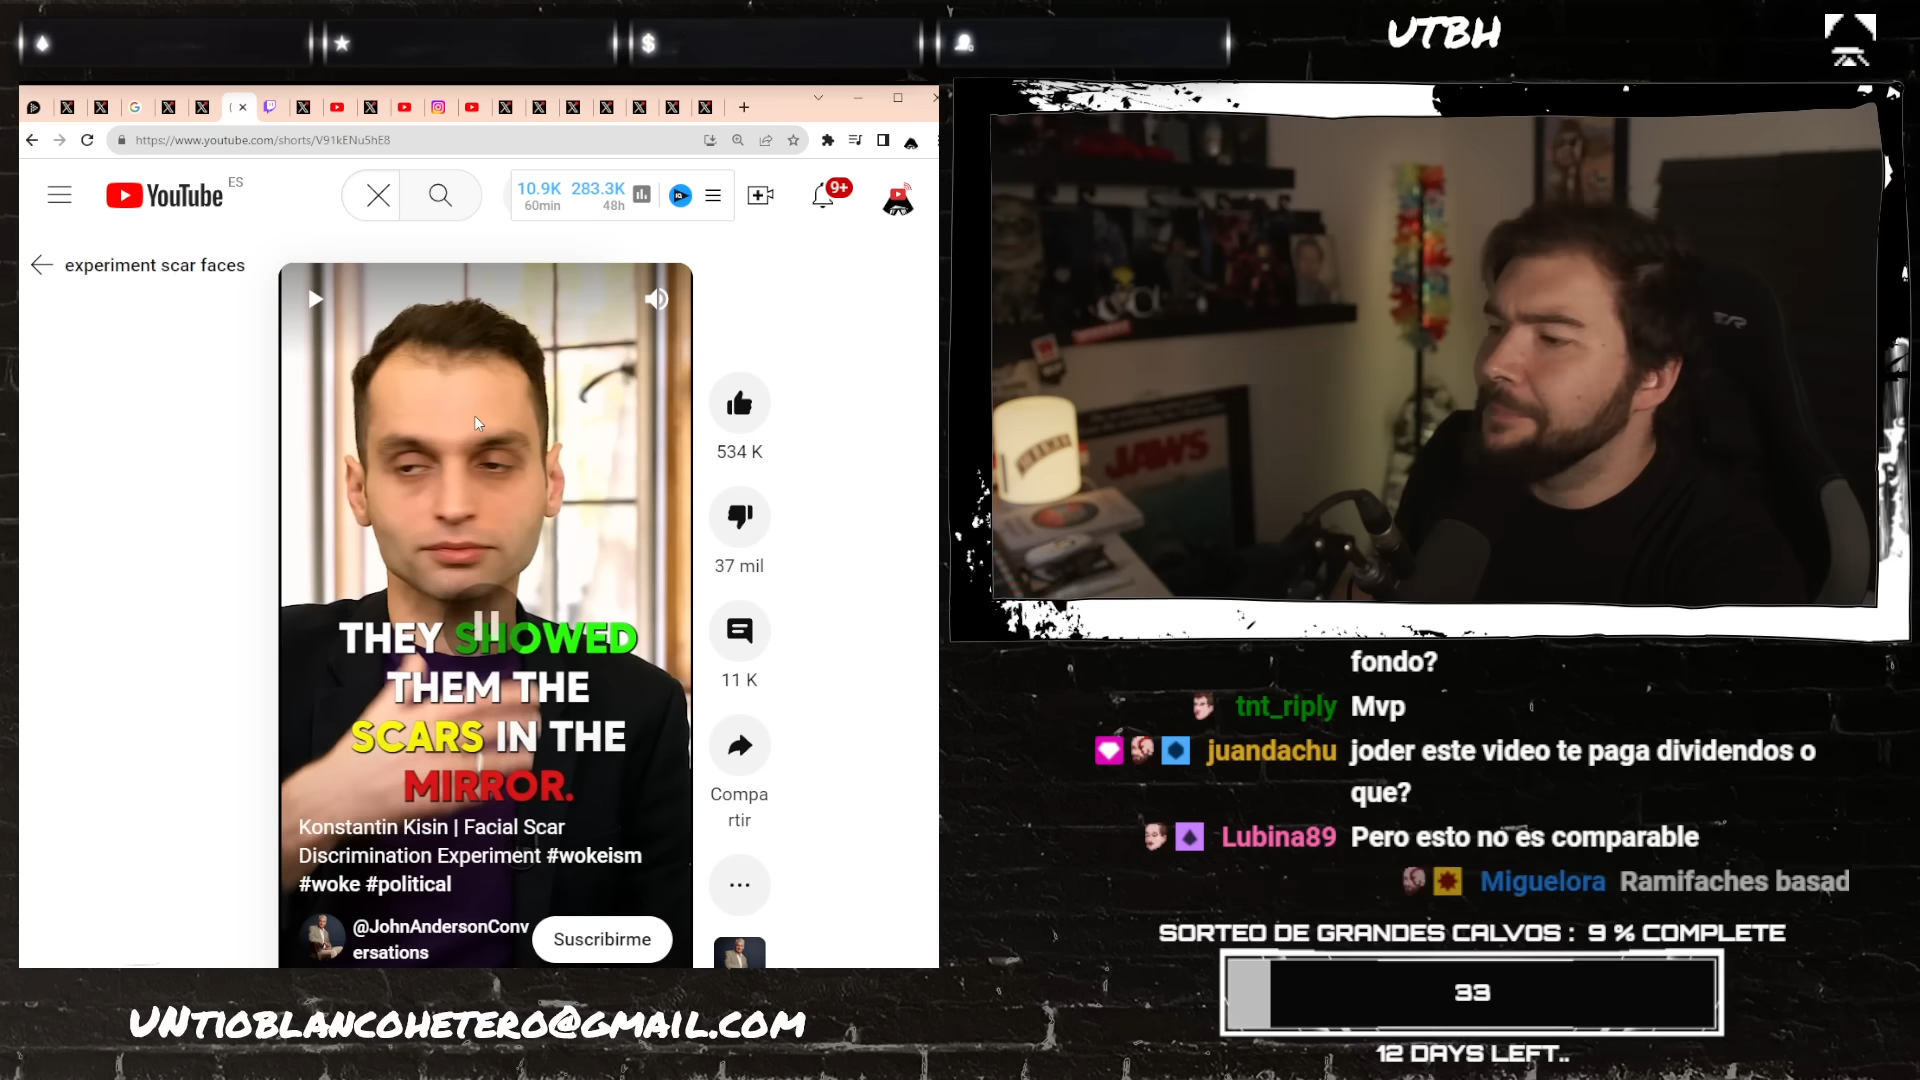 UTBH
https://www.youtube.com/shorts/V91kENu5hE8
YouTube ES
10.9K 283.3K
60min 48h
9+
experiment scar faces
THEY SHOWED
THEM THE
SCARS IN THE
MIRROR.
Konstantin Kisin | Facial Scar
Discrimination Experiment #wokeism
#woke #political
@JohnAndersonConv
ersations
Suscribirme
534 K
37 mil
11 K
Compa
rtir
JAWS
fondo?
tnt_riply Mvp
juandachu joder este video te paga dividendos o
que?
Lubina89 Pero esto no es comparable
Miguelora Ramifaches basad
SORTEO DE GRANDES CALVOS : 9 % COMPLETE
33
12 DAYS LEFT..
UNTIOBLANCOHETERO@GMAIL.COM